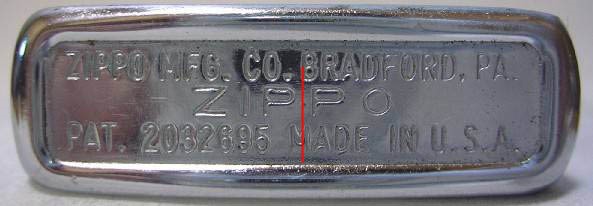 ZIPPO MFG. CO. BRADFORD, PA.
ZIPPO
PAT. 2032695 MADE IN U.S.A.